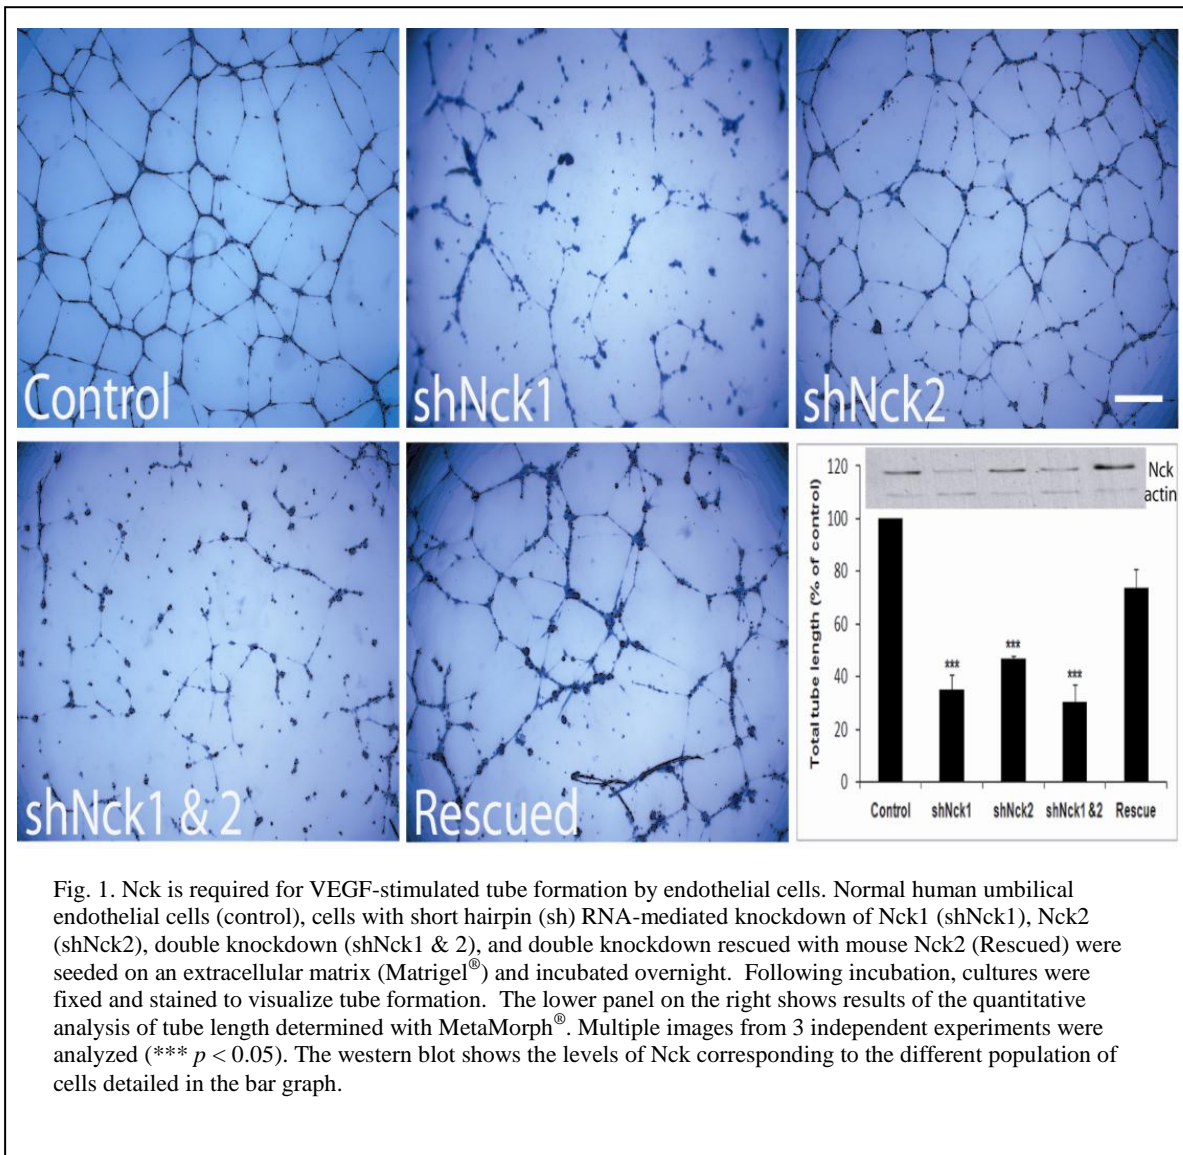 Control
shNck1
shNck2
shNck1 & 2
Rescued
Nck
actin
Total tube length (% of control)
120
100
80
60
40
20
0
***
***
***
Control shNck1 shNck2 shNck1 &2 Rescue
Fig. 1. Nck is required for VEGF-stimulated tube formation by endothelial cells. Normal human umbilical
endothelial cells (control), cells with short hairpin (sh) RNA-mediated knockdown of Nck1 (shNck1), Nck2
(shNck2), double knockdown (shNck1 & 2), and double knockdown rescued with mouse Nck2 (Rescued) were
seeded on an extracellular matrix (Matrigel®) and incubated overnight. Following incubation, cultures were
fixed and stained to visualize tube formation. The lower panel on the right shows results of the quantitative
analysis of tube length determined with MetaMorph®. Multiple images from 3 independent experiments were
analyzed (*** p < 0.05). The western blot shows the levels of Nck corresponding to the different population of
cells detailed in the bar graph.